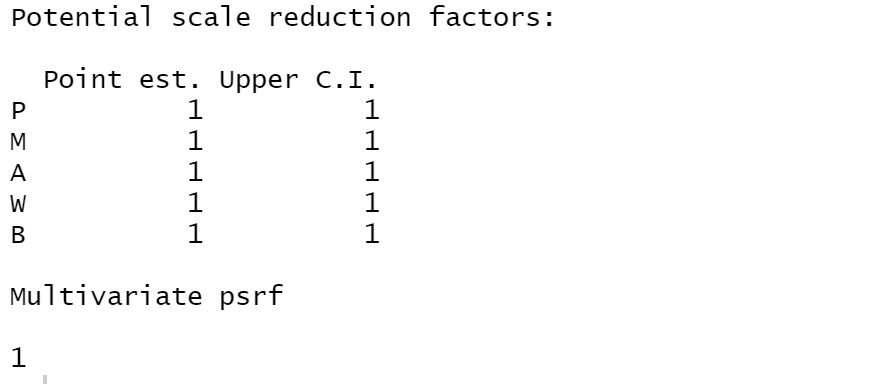 Potential scale reduction factors:
Point est. Upper C.I.
P 1 1
M 1 1
A 1 1
W 1 1
B 1 1
Multivariate psrf
1